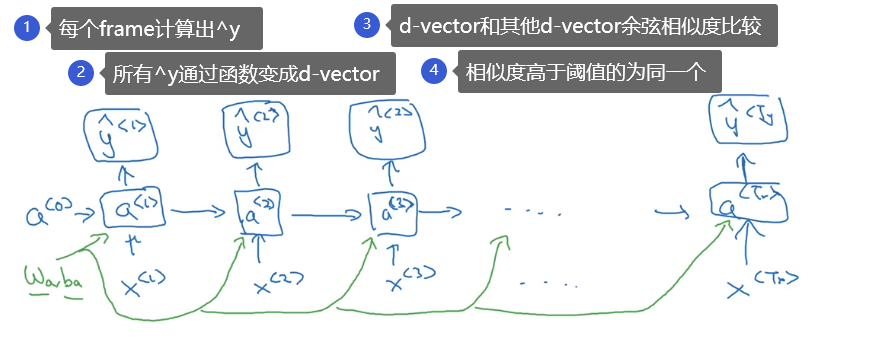 1 每个frame计算出^y
3 d-vector和其他d-vector余弦相似度比较
2 所有^y通过函数变成d-vector
4 相似度高于阈值的为同一个
ŷ<1> ŷ<2> ŷ<3> ŷ<Ty
a<0> → a<1> → a<2> → a<3> → ···· → a<Tx>
Warba x<1> x<2> x<3> ···· x<Tx>